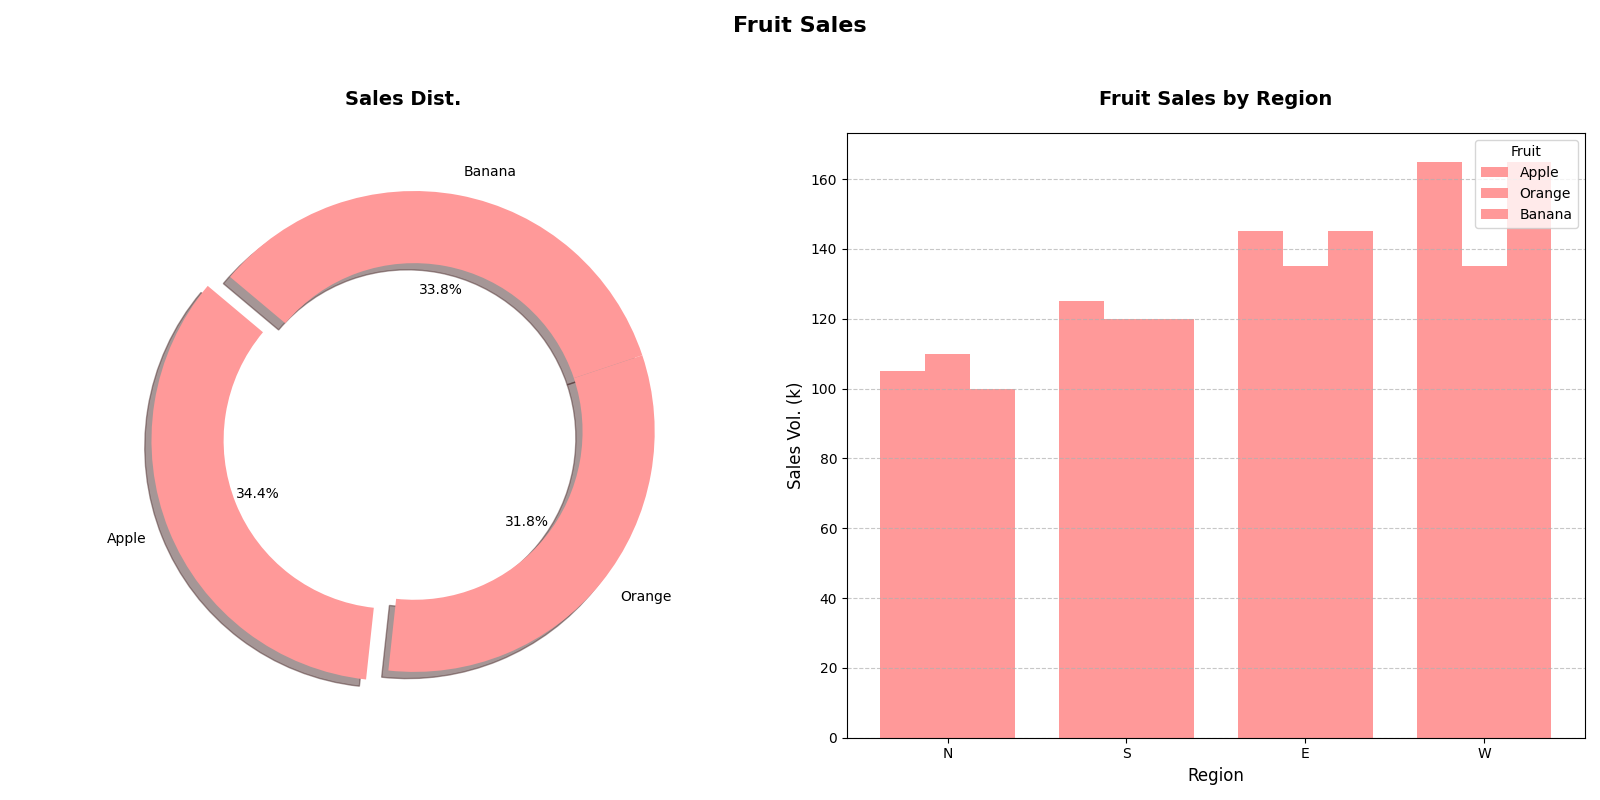 Fruit Sales
Sales Dist.
Banana
33.8%
34.4%
31.8%
Apple
Orange
Fruit Sales by Region
Fruit
Apple
Orange
Banana
Sales Vol. (k)
160
140
120
100
80
60
40
20
0
N S E W
Region